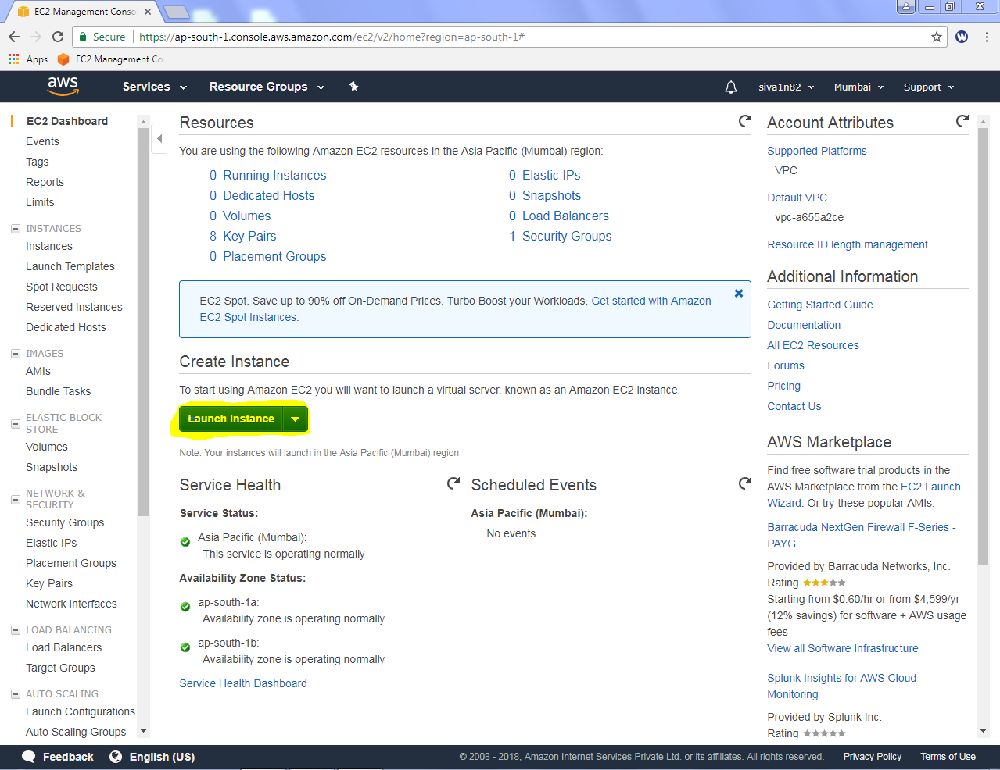 EC2 Management Conso
Secure
https://ap-south-1.console.aws.amazon.com/ec2/v2/home?region=ap-south-1#
W
Apps
EC2 Management Co
aws
Services
Resource Groups
siva1n82
Mumbai
Support
EC2 Dashboard
Events
Tags
Reports
Limits
INSTANCES
Instances
Launch Templates
Spot Requests
Reserved Instances
Dedicated Hosts
IMAGES
AMIs
Bundle Tasks
ELASTIC BLOCK
STORE
Volumes
Snapshots
NETWORK &
SECURITY
Security Groups
Elastic IPs
Placement Groups
Key Pairs
Network Interfaces
LOAD BALANCING
Load Balancers
Target Groups
AUTO SCALING
Launch Configurations
Auto Scaling Groups
Resources
You are using the following Amazon EC2 resources in the Asia Pacific (Mumbai) region:
0 Running Instances
0 Dedicated Hosts
0 Volumes
8 Key Pairs
0 Placement Groups
0 Elastic IPs
0 Snapshots
0 Load Balancers
1 Security Groups
EC2 Spot. Save up to 90% off On-Demand Prices. Turbo Boost your Workloads. Get started with Amazon
EC2 Spot Instances.
Create Instance
To start using Amazon EC2 you will want to launch a virtual server, known as an Amazon EC2 instance.
Launch Instance
Note: Your instances will launch in the Asia Pacific (Mumbai) region
Service Health
Service Status:
Asia Pacific (Mumbai):
This service is operating normally
Availability Zone Status:
ap-south-1a:
Availability zone is operating normally
ap-south-1b:
Availability zone is operating normally
Service Health Dashboard
Scheduled Events
Asia Pacific (Mumbai):
No events
Account Attributes
Supported Platforms
VPC
Default VPC
vpc-a655a2ce
Resource ID length management
Additional Information
Getting Started Guide
Documentation
All EC2 Resources
Forums
Pricing
Contact Us
AWS Marketplace
Find free software trial products in the
AWS Marketplace from the EC2 Launch
Wizard. Or try these popular AMIs:
Barracuda NextGen Firewall F-Series -
PAYG
Provided by Barracuda Networks, Inc.
Rating
Starting from $0.60/hr or from $4,599/yr
(12% savings) for software + AWS usage
fees
View all Software Infrastructure
Splunk Insights for AWS Cloud
Monitoring
Provided by Splunk Inc.
Rating
Feedback
English (US)
© 2008 - 2018, Amazon Internet Services Private Ltd. or its affiliates. All rights reserved.
Privacy Policy
Terms of Use